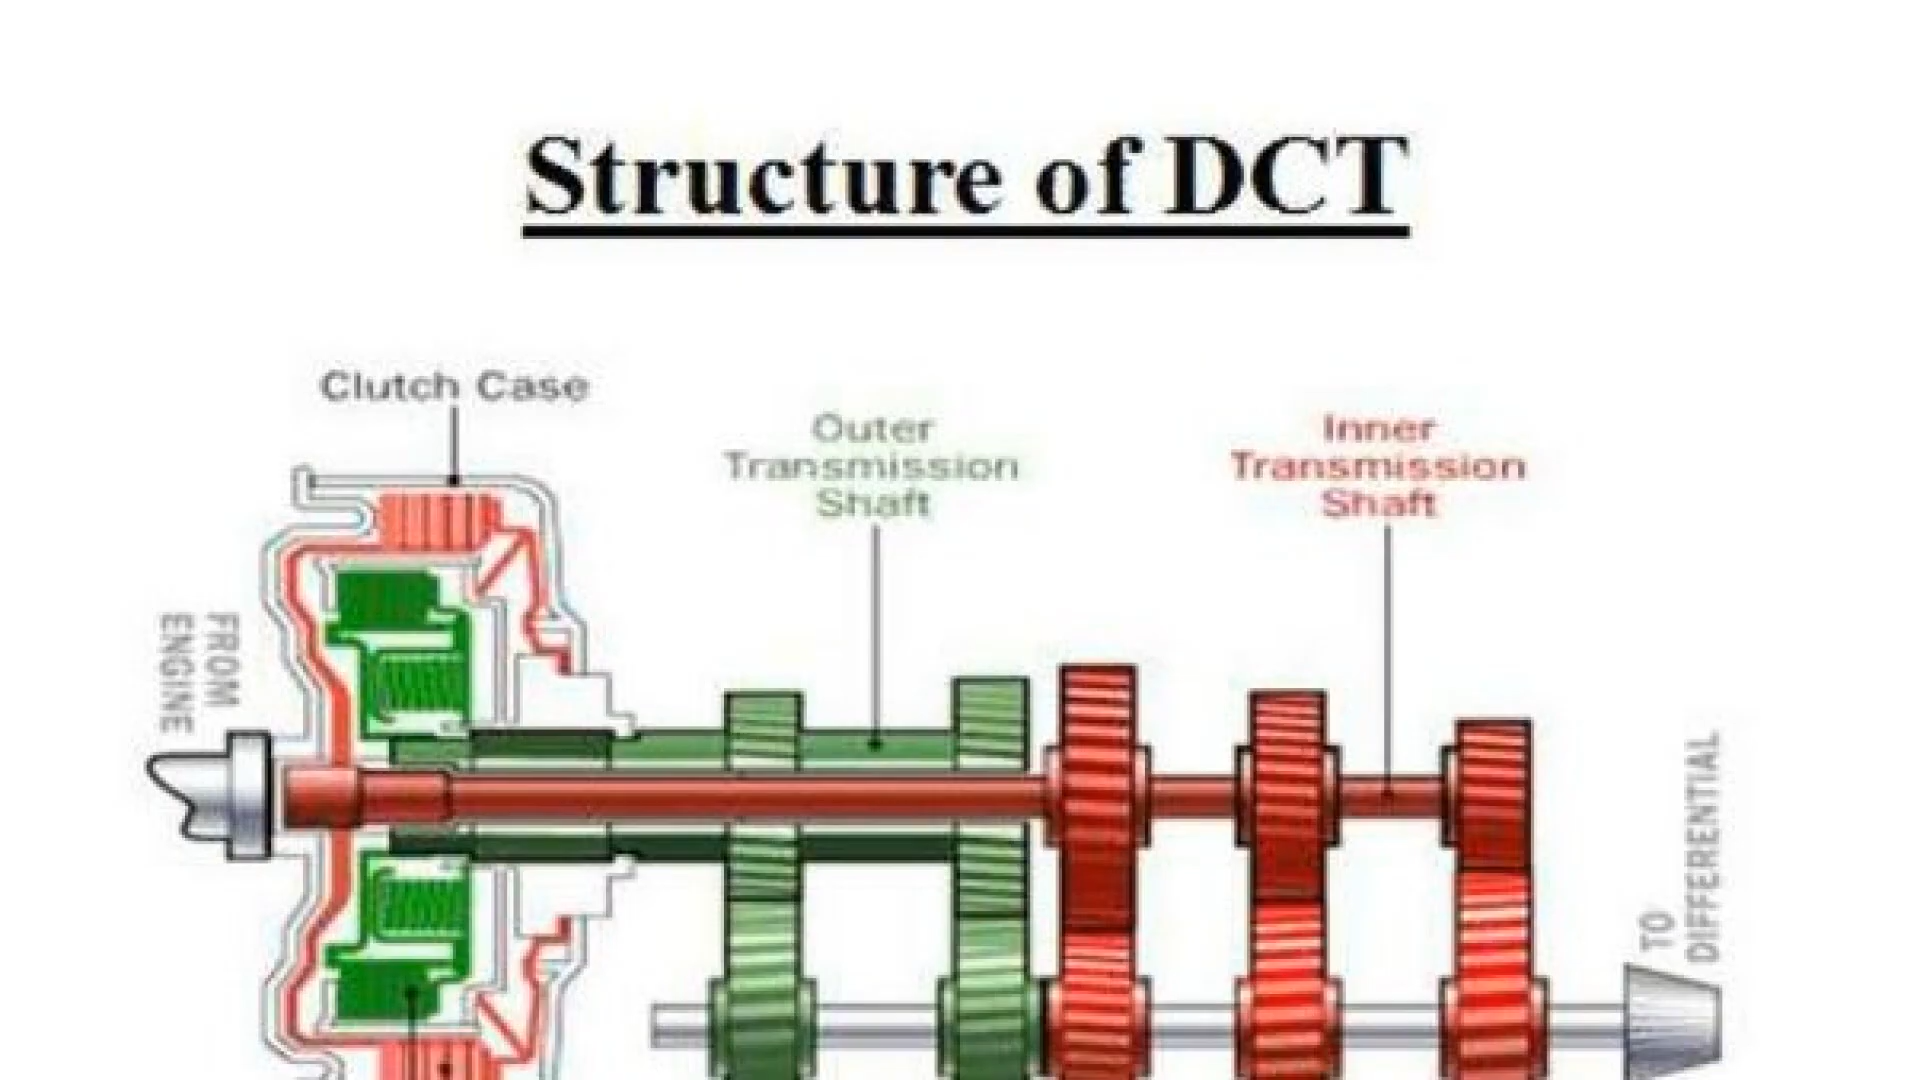 Structure of DCT
Clutch Case
Outer
Transmission
Shaft
Inner
Transmission
Shaft
FROM
ENGINE
TO
DIFFERENTIAL